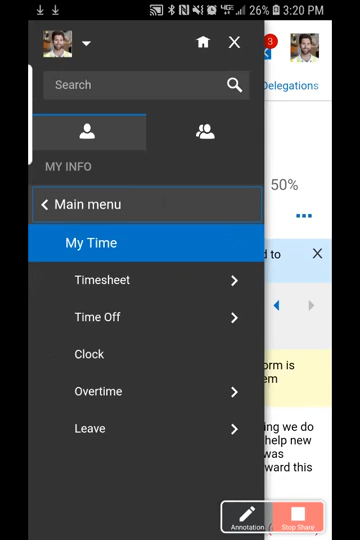 26% 3:20 PM
3
Search
Delegations
MY INFO
50%
Main menu
My Time
d to
Timesheet
Time Off
Clock
orm is
em
Overtime
Leave
ing we do
help new
was
ward this
Annotation
Stop Share